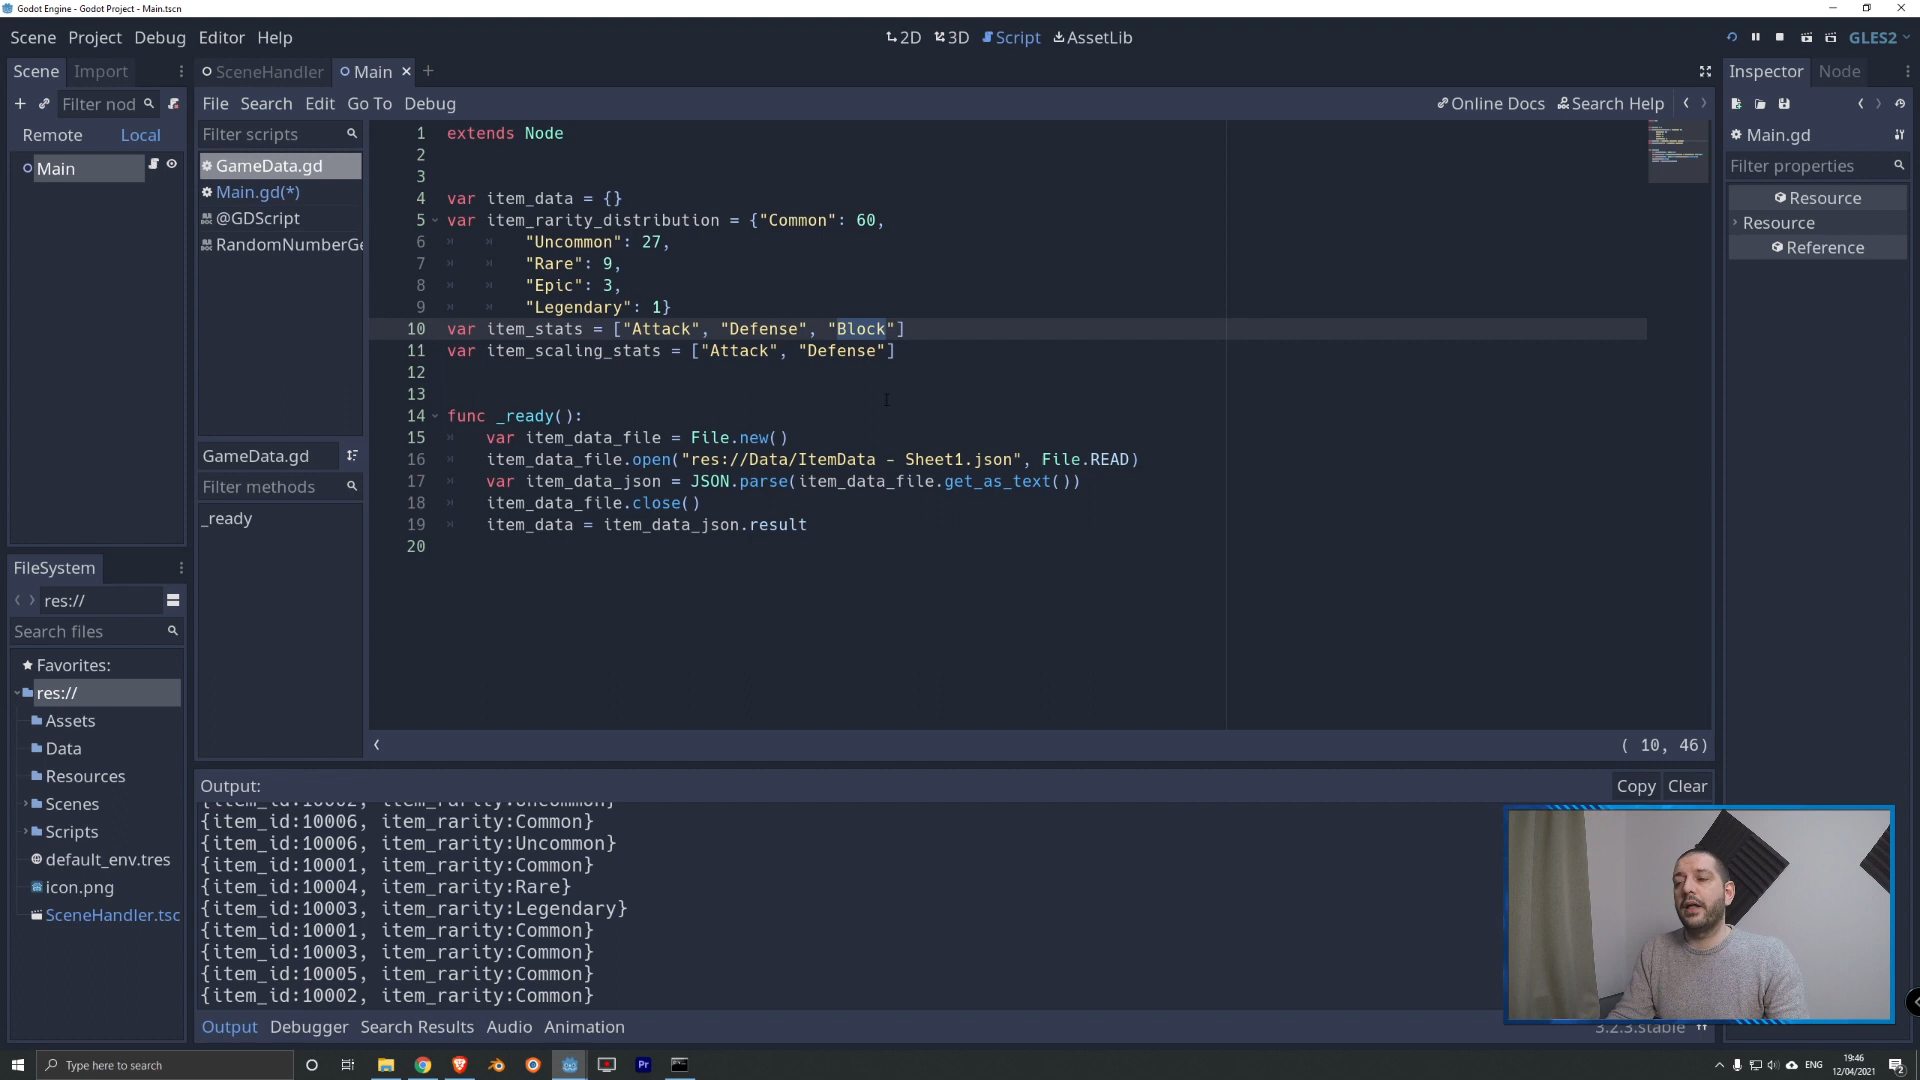 Godot Engine - Godot Project - Main.tscn
Scene Project Debug Editor Help
2D 3D Script AssetLib
GLES2
Scene Import
SceneHandler Main
Inspector Node
Filter nod
File Search Edit Go To Debug
Online Docs Search Help
Remote Local
Filter scripts
Main.gd
Main
GameData.gd
Main.gd(*)
@GDScript
RandomNumberGe
Filter properties
Resource
Resource
Reference
1 extends Node
2
3
4 var item_data = {}
5 var item_rarity_distribution = {"Common": 60,
6 "Uncommon": 27,
7 "Rare": 9,
8 "Epic": 3,
9 "Legendary": 1}
10 var item_stats = ["Attack", "Defense", "Block"]
11 var item_scaling_stats = ["Attack", "Defense"]
12
13
14 func _ready():
15 var item_data_file = File.new()
16 item_data_file.open("res://Data/ItemData - Sheet1.json", File.READ)
17 var item_data_json = JSON.parse(item_data_file.get_as_text())
18 item_data_file.close()
19 item_data = item_data_json.result
20
GameData.gd
Filter methods
_ready
( 10, 46)
FileSystem
res://
Search files
Favorites:
res://
Assets
Data
Resources
Scenes
Scripts
default_env.tres
icon.png
SceneHandler.tsc
Output:
Copy Clear
{item_id:10002, item_rarity:Uncommon}
{item_id:10006, item_rarity:Common}
{item_id:10006, item_rarity:Uncommon}
{item_id:10001, item_rarity:Common}
{item_id:10004, item_rarity:Rare}
{item_id:10003, item_rarity:Legendary}
{item_id:10001, item_rarity:Common}
{item_id:10003, item_rarity:Common}
{item_id:10005, item_rarity:Common}
{item_id:10002, item_rarity:Common}
Output Debugger Search Results Audio Animation
3.2.3.stable
Type here to search
Pr
ENG
19:46
12/04/2021
2